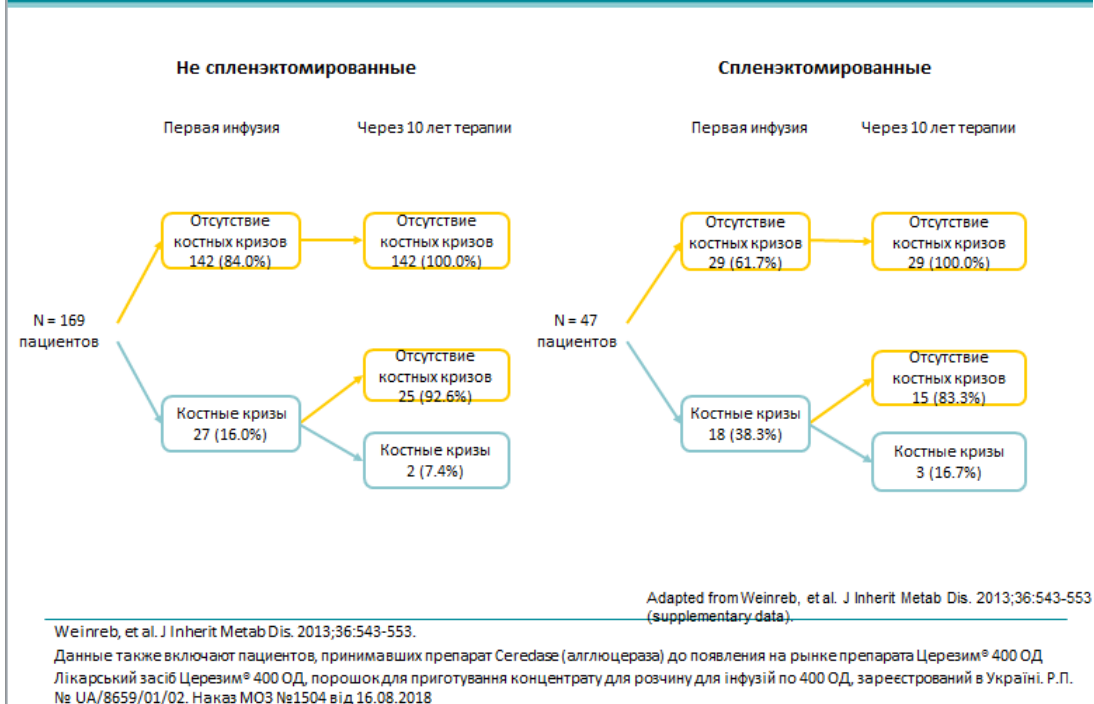 Не спленэктомированные
Первая инфузия
Через 10 лет терапии
Отсутствие
костных кризов
142 (84.0%)
Отсутствие
костных кризов
142 (100.0%)
N = 169
пациентов
Отсутствие
костных кризов
25 (92.6%)
Костные кризы
27 (16.0%)
Костные кризы
2 (7.4%)
Спленэктомированные
Первая инфузия
Через 10 лет терапии
Отсутствие
костных кризов
29 (61.7%)
Отсутствие
костных кризов
29 (100.0%)
N = 47
пациентов
Отсутствие
костных кризов
15 (83.3%)
Костные кризы
18 (38.3%)
Костные кризы
3 (16.7%)
Adapted from Weinreb, et al. J Inherit Metab Dis. 2013;36:543-553
(supplementary data).
Weinreb, et al. J Inherit Metab Dis. 2013;36:543-553.
Данные также включают пациентов, принимавших препарат Ceredase (алглюцераза) до появления на рынке препарата Церезим® 400 ОД
Лікарський засіб Церезим® 400 ОД, порошок для приготування концентрату для розчину для інфузій по 400 ОД, зареєстрований в Україні. Р.П.
№ UA/8659/01/02. Наказ МОЗ №1504 від 16.08.2018